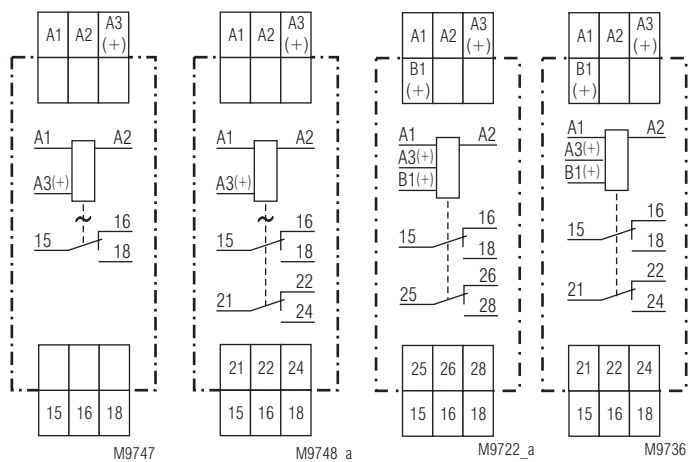 A1 A2 A3 (+)
A1 A2
A3(+)
16
15
18
15 16 18
M9747
A1 A2 A3 (+)
A1 A2
A3(+)
16
15
18
22
21
24
21 22 24
15 16 18
M9748_a
A1 A2 A3 (+)
B1 (+)
A1 A2
A3(+)
B1(+)
16
15
18
26
25
28
25 26 28
15 16 18
M9722_a
A1 A2 A3 (+)
B1 (+)
A1 A2
A3(+)
B1(+)
16
15
18
22
21
24
21 22 24
15 16 18
M9736